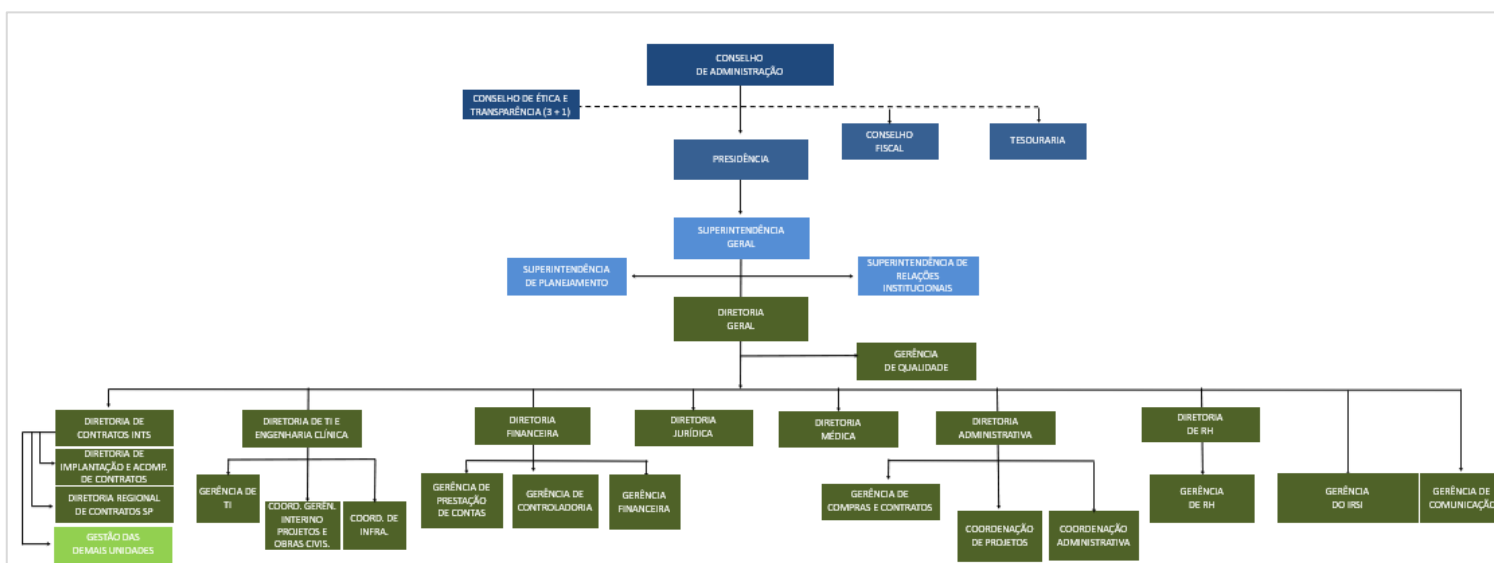 CONSELHO
DE ADMINISTRAÇÃO
CONSELHO DE ÉTICA E
TRANSPARÊNCIA (3 + 1)
CONSELHO
FISCAL
TESOURARIA
PRESIDÊNCIA
SUPERINTENDÊNCIA
GERAL
SUPERINTENDÊNCIA
DE PLANEJAMENTO
SUPERINTENDÊNCIA DE
RELAÇÕES
INSTITUCIONAIS
DIRETORIA
GERAL
GERÊNCIA
DE QUALIDADE
DIRETORIA DE
CONTRATOS INTS
DIRETORIA DE TI E
ENGENHARIA CLÍNICA
DIRETORIA
FINANCEIRA
DIRETORIA
JURÍDICA
DIRETORIA
MÉDICA
DIRETORIA
ADMINISTRATIVA
DIRETORIA
DE RH
DIRETORIA DE
IMPLANTAÇÃO E ACOMP.
DE CONTRATOS
DIRETORIA REGIONAL
DE CONTRATOS SP
GESTÃO DAS
DEMAIS UNIDADES
GERÊNCIA DE
TI
COORD. GERÊN.
INTERINO
PROJETOS E
OBRAS CIVIS.
COORD. DE
INFRA.
GERÊNCIA DE
PRESTAÇÃO
DE CONTAS
GERÊNCIA DE
CONTROLADORIA
GERÊNCIA
FINANCEIRA
GERÊNCIA DE
COMPRAS E CONTRATOS
COORDENAÇÃO
DE PROJETOS
COORDENAÇÃO
ADMINISTRATIVA
GERÊNCIA
DE RH
GERÊNCIA
DO IRSI
GERÊNCIA DE
COMUNICAÇÃO